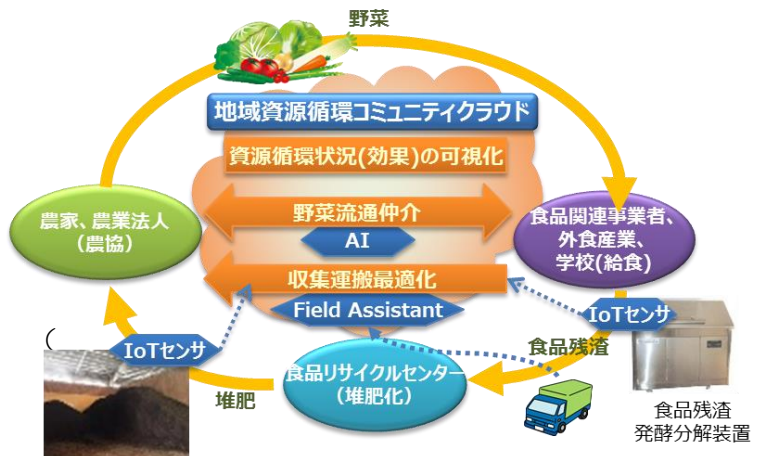 野菜
地域資源循環コミュニティクラウド
資源循環状況(効果)の可視化
農家、農業法人
（農協）
野菜流通仲介
AI
食品関連事業者、
外食産業、
学校(給食)
収集運搬最適化
Field Assistant
IoTセンサ
IoTセンサ
食品残渣
食品リサイクルセンター
（堆肥化）
堆肥
食品残渣
発酵分解装置
（